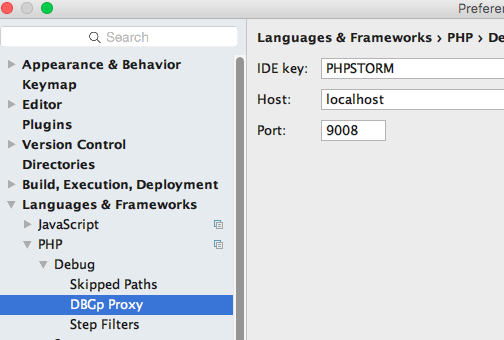 Preferen
Search
Appearance & Behavior
Keymap
Editor
Plugins
Version Control
Directories
Build, Execution, Deployment
Languages & Frameworks
JavaScript
PHP
Debug
Skipped Paths
DBGp Proxy
Step Filters
Languages & Frameworks › PHP › De
IDE key: PHPSTORM
Host: localhost
Port: 9008